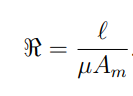 ℜ = ℓ / (μA_m).